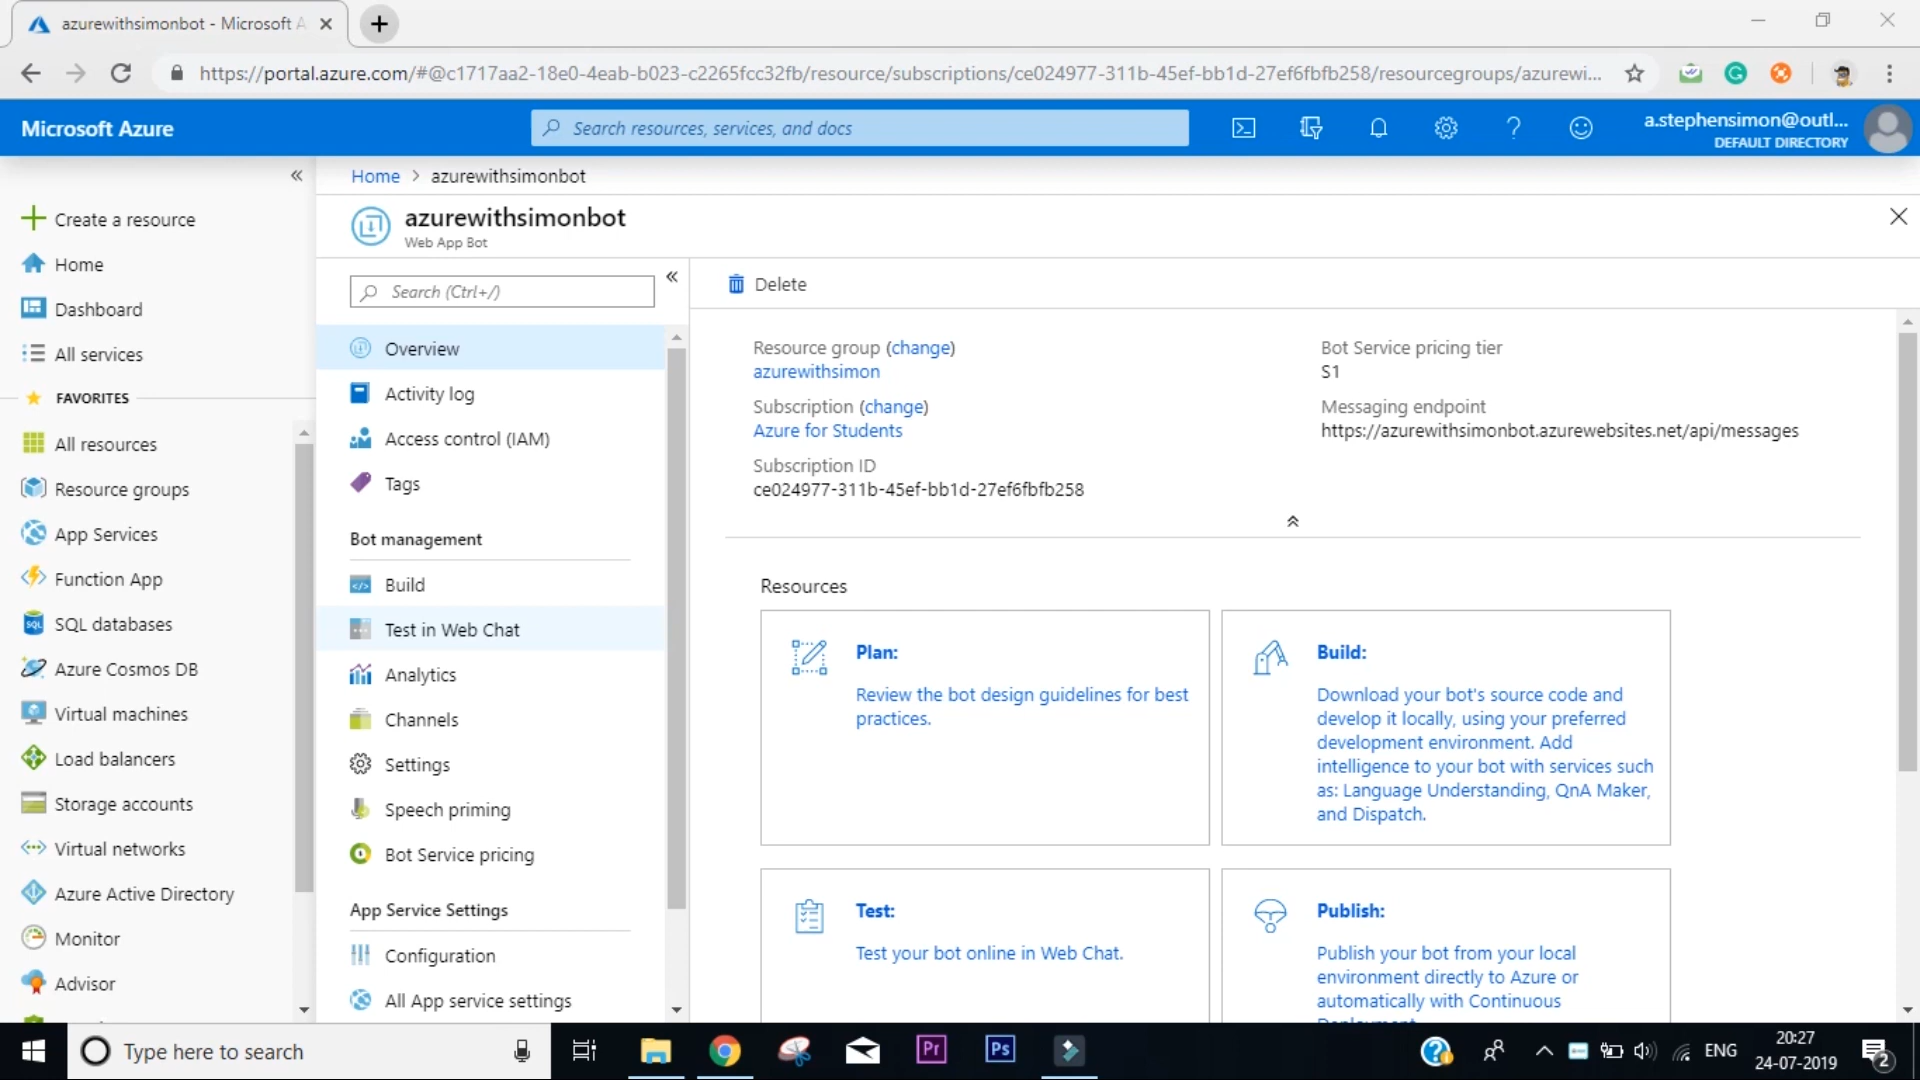 azurewithsimonbot - Microsoft A
https://portal.azure.com/#@c1717aa2-18e0-4eab-b023-c2265fcc32fb/resource/subscriptions/ce024977-311b-45ef-bb1d-27ef6fbfb258/resourcegroups/azurewi...
Microsoft Azure
Search resources, services, and docs
a.stephensimon@outl...
DEFAULT DIRECTORY
Create a resource
Home
Dashboard
All services
FAVORITES
All resources
Resource groups
App Services
Function App
SQL
SQL databases
Azure Cosmos DB
Virtual machines
Load balancers
Storage accounts
Virtual networks
Azure Active Directory
Monitor
Advisor
Home > azurewithsimonbot
azurewithsimonbot
Web App Bot
Search (Ctrl+/)
Overview
Activity log
Access control (IAM)
Tags
Bot management
Build
Test in Web Chat
Analytics
Channels
Settings
Speech priming
Bot Service pricing
App Service Settings
Configuration
All App service settings
Delete
Resource group (change)
azurewithsimon
Subscription (change)
Azure for Students
Subscription ID
ce024977-311b-45ef-bb1d-27ef6fbfb258
Bot Service pricing tier
S1
Messaging endpoint
https://azurewithsimonbot.azurewebsites.net/api/messages
Resources
Plan:
Review the bot design guidelines for best
practices.
Build:
Download your bot's source code and
develop it locally, using your preferred
development environment. Add
intelligence to your bot with services such
as: Language Understanding, QnA Maker,
and Dispatch.
Test:
Test your bot online in Web Chat.
Publish:
Publish your bot from your local
environment directly to Azure or
automatically with Continuous
Type here to search
Pr
Ps
ENG
20:27
24-07-2019
2